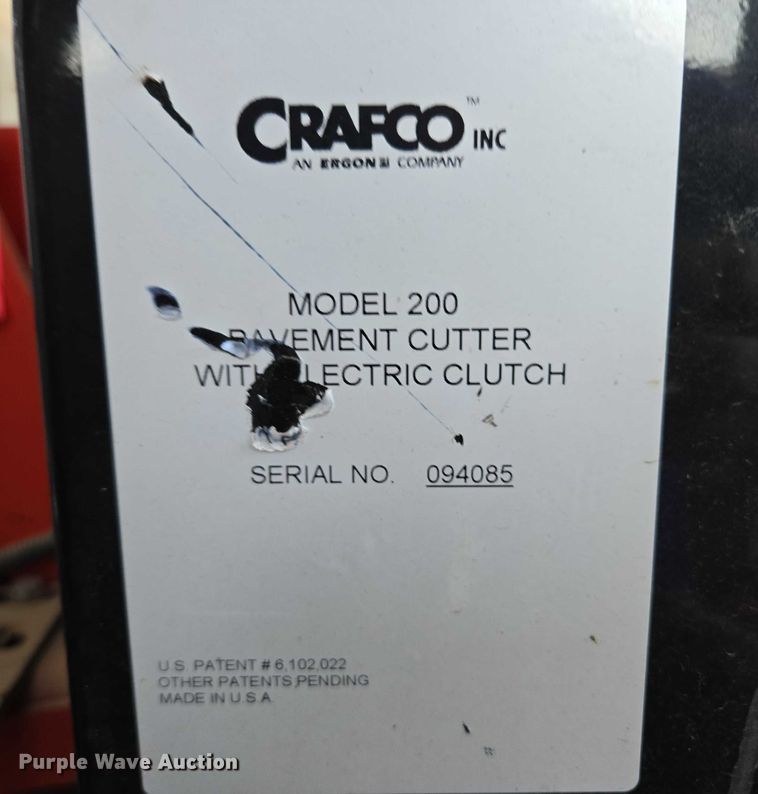 CRAFCO™ INC
AN ERGON COMPANY
MODEL 200
PAVEMENT CUTTER
WITH ELECTRIC CLUTCH
SERIAL NO. 094085
U.S. PATENT # 6,102,022
OTHER PATENTS PENDING
MADE IN U.S.A.
Purple Wave Auction